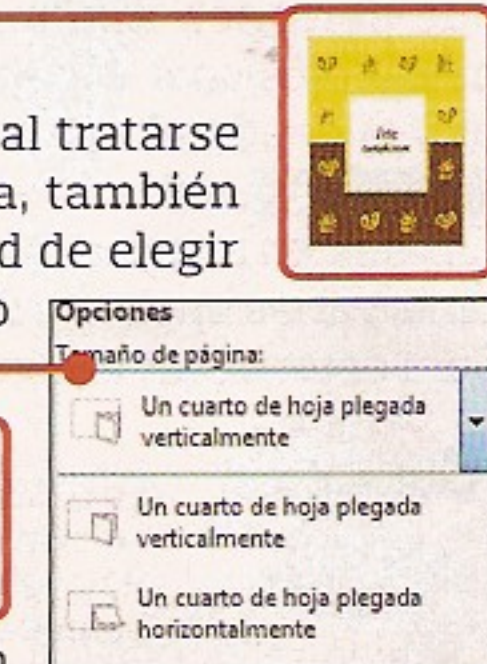 al tratarse
a, también
d de elegir
o
Opciones
Tamaño de página:
Un cuarto de hoja plegada
verticalmente
Un cuarto de hoja plegada
verticalmente
Un cuarto de hoja plegada
horizontalmente